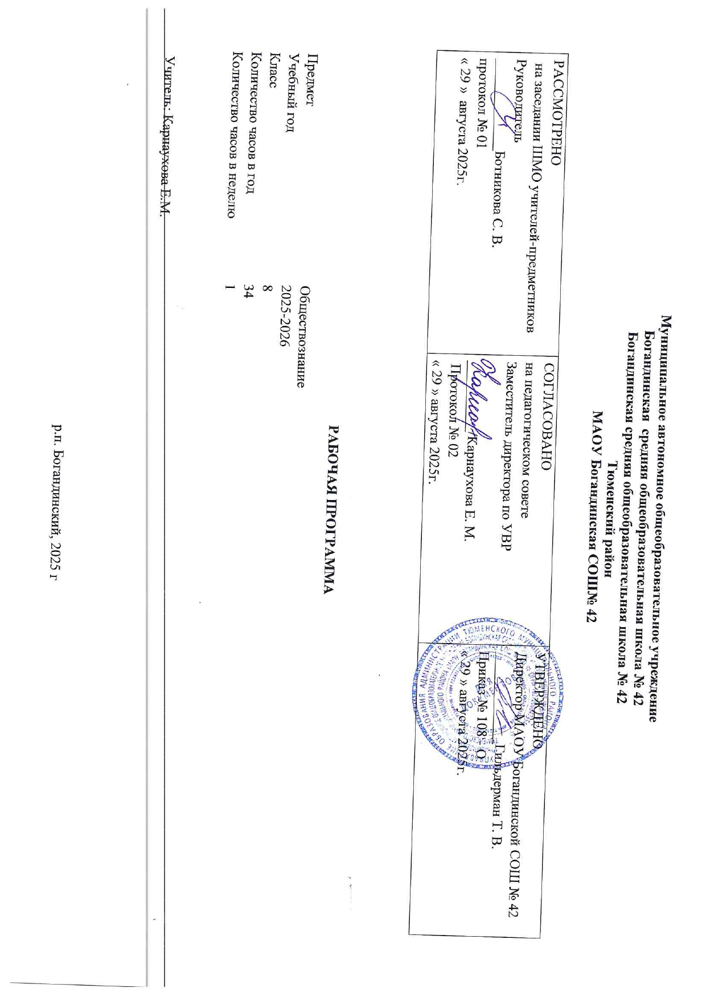 Муниципальное автономное общеобразовательное учреждение
Богандинская средняя общеобразовательная школа № 42
Богандинская средняя общеобразовательная школа № 42
Тюменский район
МАОУ Богандинская СОШ№ 42
РАССМОТРЕНО
на заседании ШМО учителей-предметников
Руководитель
Ботникова С. В.
протокол № 01
« 29 » августа 2025г.
СОГЛАСОВАНО
на педагогическом совете
Заместитель директора по УВР
/Карнаухова Е. М.
Протокол № 02
« 29 » августа 2025г.
УТВЕРЖДЕНО
Директор МАОУ Богандинской СОШ № 42
Гильдерман Т. В.
Приказ № 108 - О
« 29 » августа 2025г.
РАБОЧАЯ ПРОГРАММА
Предмет Обществознание
Учебный год 2025-2026
Класс 8
Количество часов в год 34
Количество часов в неделю 1
Учитель: Карнаухова Е.М.
р.п. Богандинский, 2025 г